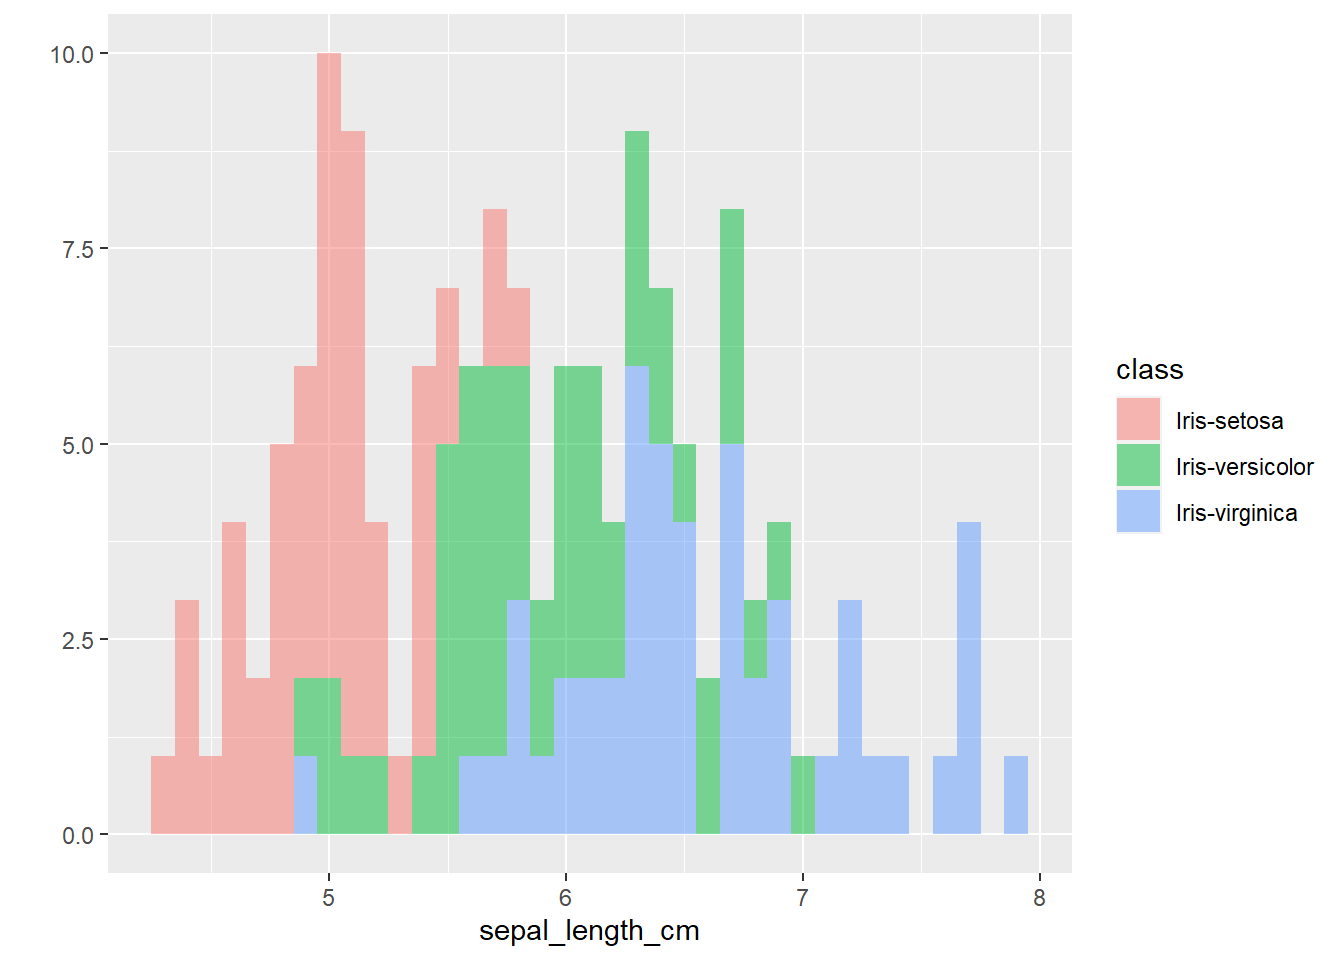 10.0
7.5
5.0
2.5
0.0
5 6 7 8
sepal_length_cm
class
Iris-setosa
Iris-versicolor
Iris-virginica